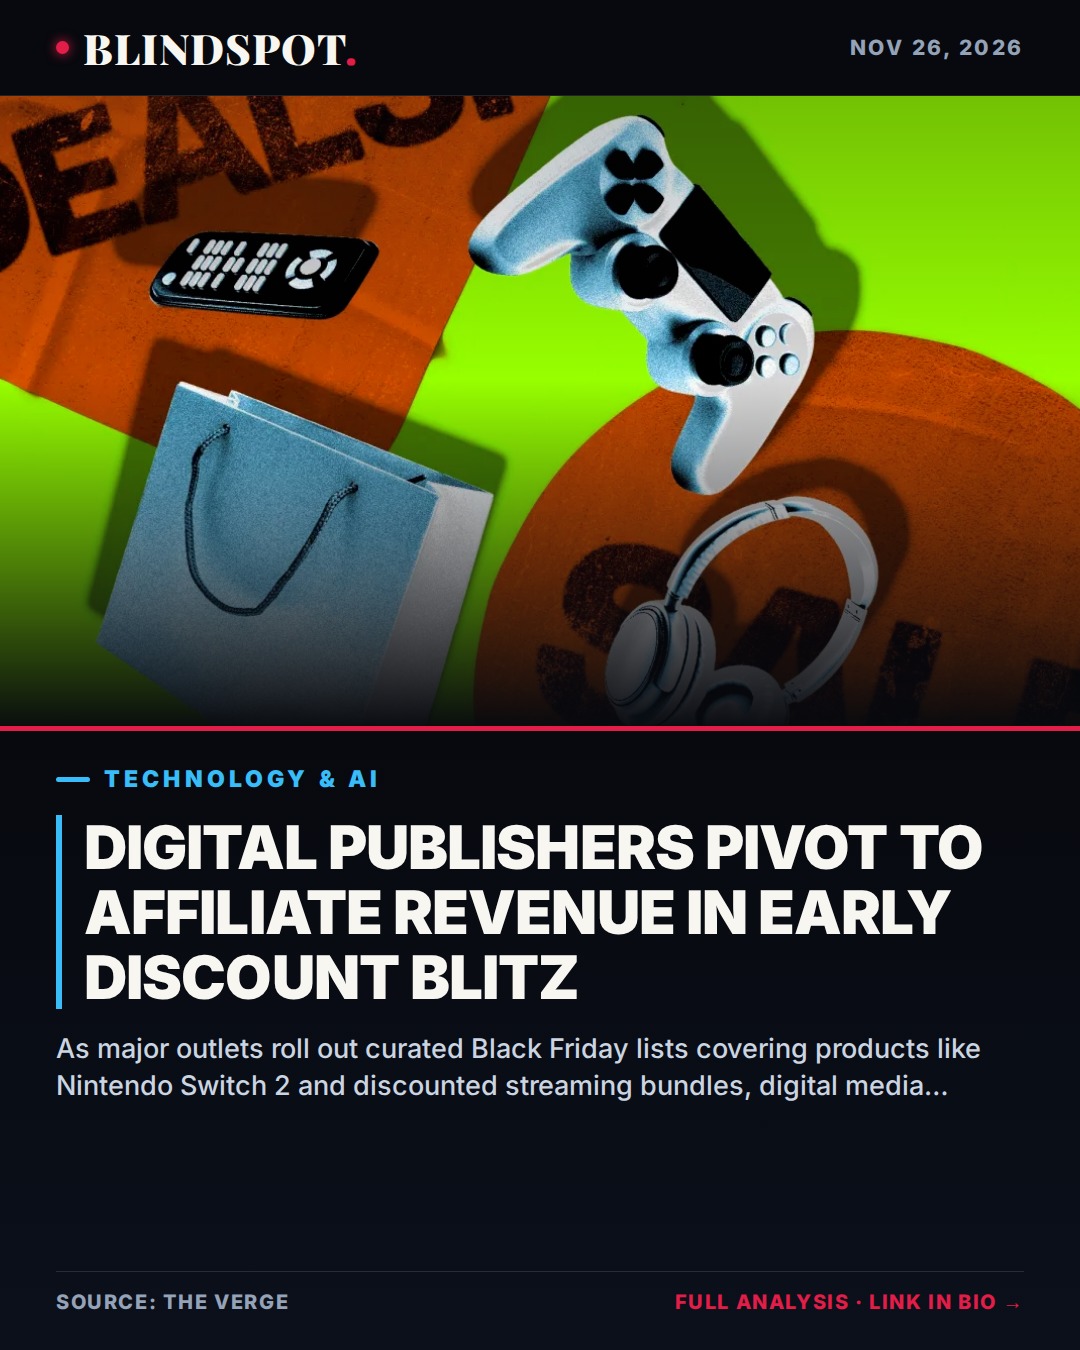 BLINDSPOT.
NOV 26, 2026
DEALS!
SAL
TECHNOLOGY & AI
DIGITAL PUBLISHERS PIVOT TO
AFFILIATE REVENUE IN EARLY
DISCOUNT BLITZ
As major outlets roll out curated Black Friday lists covering products like
Nintendo Switch 2 and discounted streaming bundles, digital media...
SOURCE: THE VERGE
FULL ANALYSIS · LINK IN BIO →